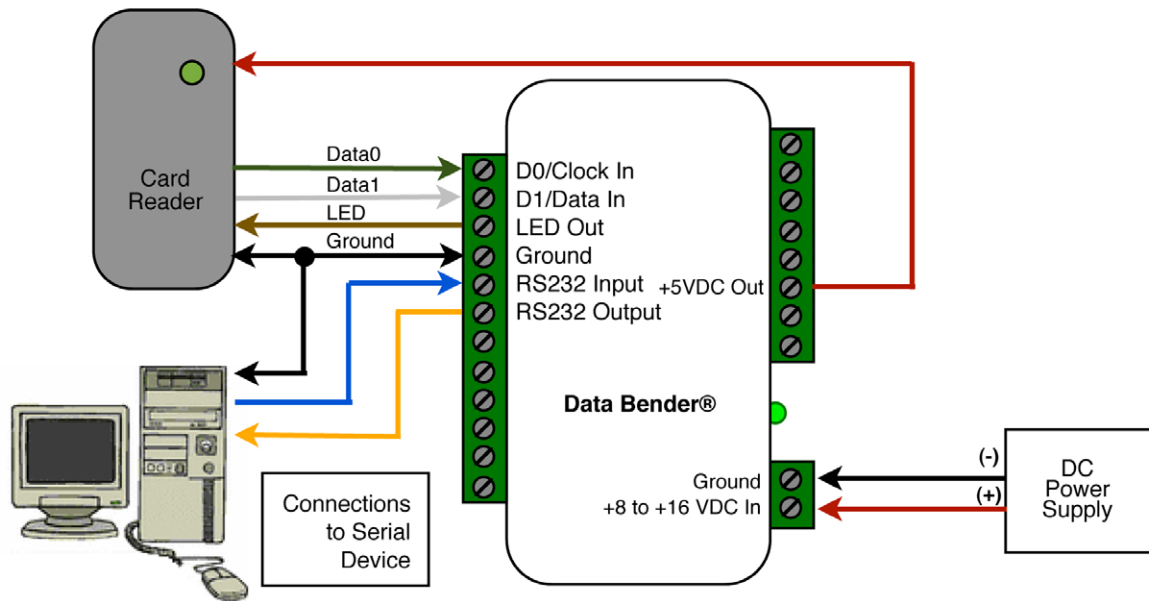 Card
Reader
Data0
Data1
LED
Ground
D0/Clock In
D1/Data In
LED Out
Ground
RS232 Input
RS232 Output
+5VDC Out
Data Bender®
Ground
+8 to +16 VDC In
(-)
(+)
DC
Power
Supply
Connections
to Serial
Device